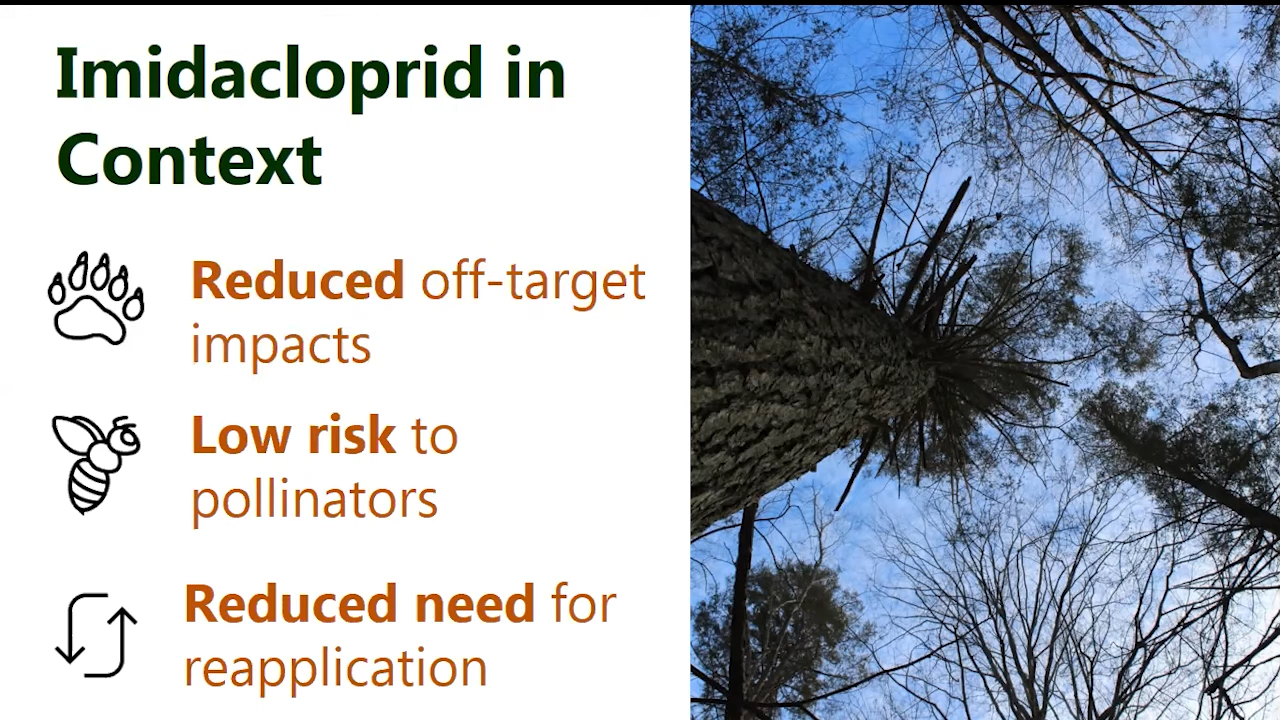 Imidacloprid in
Context
Reduced off-target
impacts
Low risk to
pollinators
Reduced need for
reapplication